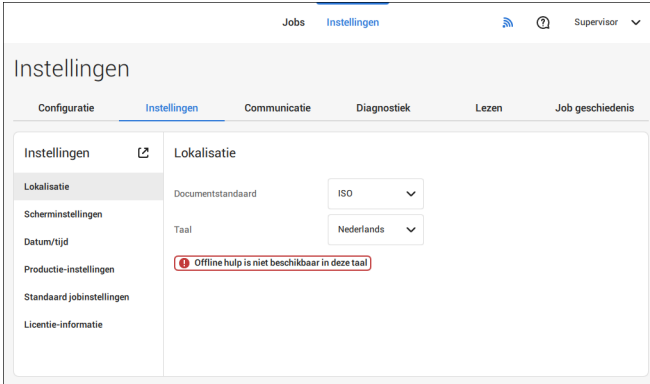 Jobs Instellingen Supervisor
Instellingen
Configuratie Instellingen Communicatie Diagnostiek Lezen Job geschiedenis
Instellingen
Lokalisatie
Scherminstellingen
Datum/tijd
Productie-instellingen
Standaard jobinstellingen
Licentie-informatie
Lokalisatie
Documentstandaard ISO
Taal Nederlands
Offline hulp is niet beschikbaar in deze taal